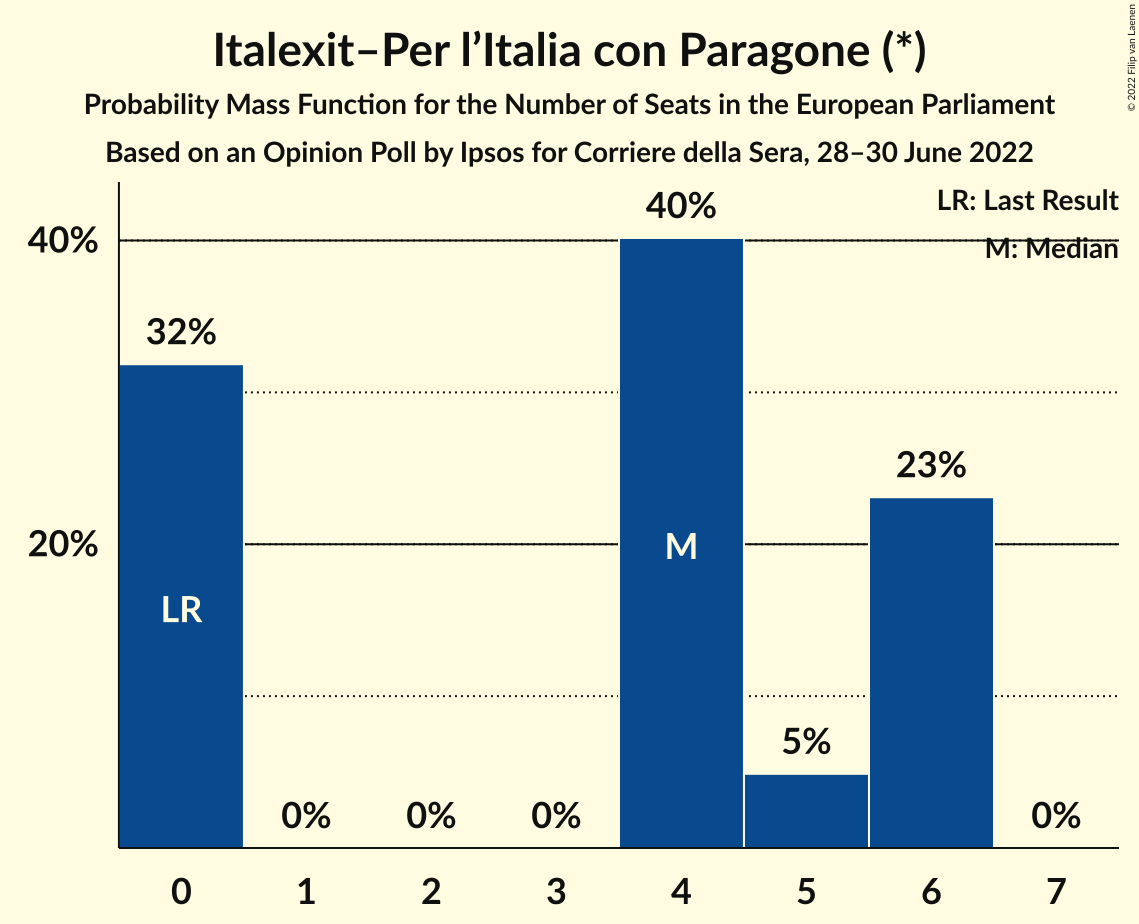 Italexit–Per l’Italia con Paragone (*)
Probability Mass Function for the Number of Seats in the European Parliament
Based on an Opinion Poll by Ipsos for Corriere della Sera, 28–30 June 2022
© 2022 Filip van Laenen
LR: Last Result
M: Median
40%
20%
32%
0%
0%
0%
40%
5%
23%
0%
LR
M
0 1 2 3 4 5 6 7